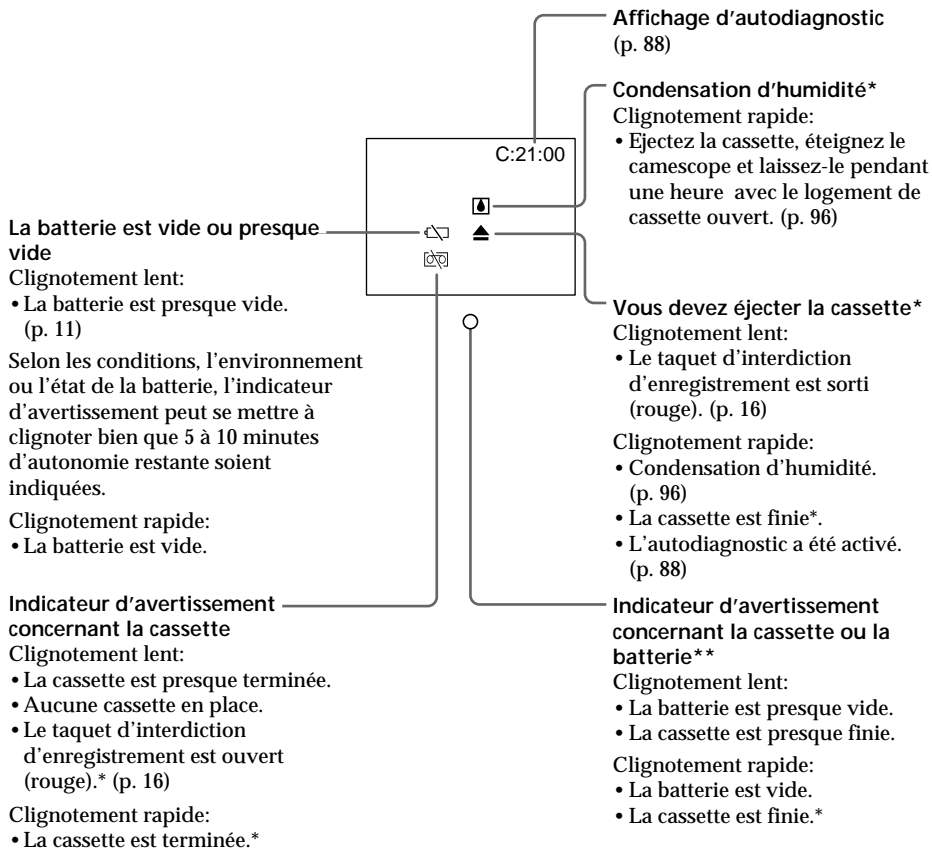 Affichage d'autodiagnostic
(p. 88)
Condensation d'humidité*
Clignotement rapide:
• Ejectez la cassette, éteignez le
camescope et laissez-le pendant
une heure avec le logement de
cassette ouvert. (p. 96)
C:21:00
La batterie est vide ou presque
vide
Clignotement lent:
• La batterie est presque vide.
(p. 11)
Selon les conditions, l'environnement
ou l'état de la batterie, l'indicateur
d'avertissement peut se mettre à
clignoter bien que 5 à 10 minutes
d'autonomie restante soient
indiquées.
Clignotement rapide:
• La batterie est vide.
Vous devez éjecter la cassette*
Clignotement lent:
• Le taquet d'interdiction
d'enregistrement est sorti
(rouge). (p. 16)
Clignotement rapide:
• Condensation d'humidité.
(p. 96)
• La cassette est finie*.
• L'autodiagnostic a été activé.
(p. 88)
Indicateur d'avertissement
concernant la cassette
Clignotement lent:
• La cassette est presque terminée.
• Aucune cassette en place.
• Le taquet d'interdiction
d'enregistrement est ouvert
(rouge).* (p. 16)
Clignotement rapide:
• La cassette est terminée.*
Indicateur d'avertissement
concernant la cassette ou la
batterie**
Clignotement lent:
• La batterie est presque vide.
• La cassette est presque finie.
Clignotement rapide:
• La batterie est vide.
• La cassette est finie.*